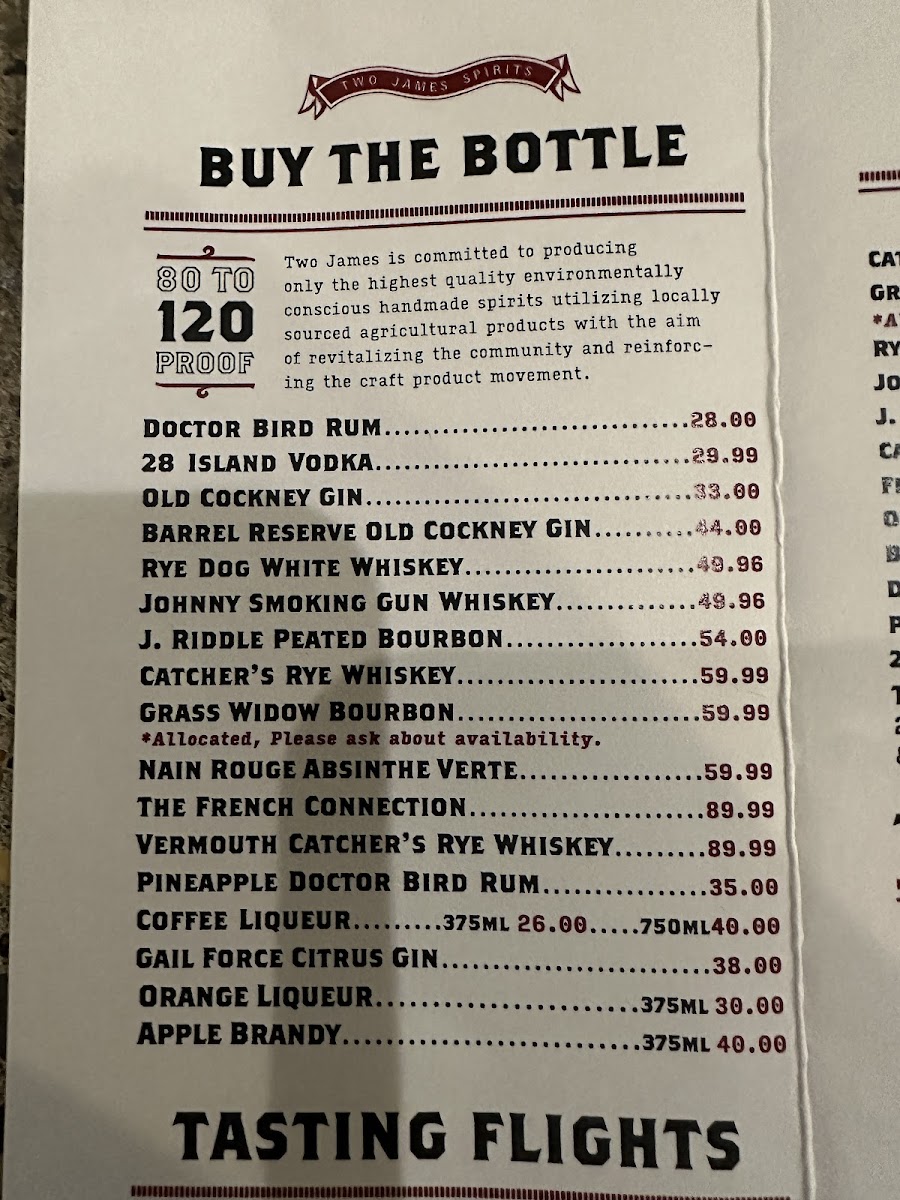 TWO JAMES SPIRITS
BUY THE BOTTLE
80 TO
120
PROOF
Two James is committed to producing
only the highest quality environmentally
conscious handmade spirits utilizing locally
sourced agricultural products with the aim
of revitalizing the community and reinforc-
ing the craft product movement.
DOCTOR BIRD RUM..............................28.00
28 ISLAND VODKA..............................29.99
OLD COCKNEY GIN..............................33.00
BARREL RESERVE OLD COCKNEY GIN..........44.00
RYE DOG WHITE WHISKEY.......................49.96
JOHNNY SMOKING GUN WHISKEY..............49.96
J. RIDDLE PEATED BOURBON...................54.00
CATCHER'S RYE WHISKEY........................59.99
GRASS WIDOW BOURBON........................59.99
*Allocated, Please ask about availability.
NAIN ROUGE ABSINTHE VERTE..................59.99
THE FRENCH CONNECTION.......................89.99
VERMOUTH CATCHER'S RYE WHISKEY.........89.99
PINEAPPLE DOCTOR BIRD RUM................35.00
COFFEE LIQUEUR.........375ML 26.00.....750ML40.00
GAIL FORCE CITRUS GIN..........................38.00
ORANGE LIQUEUR..........................375ML 30.00
APPLE BRANDY.............................375ML 40.00
TASTING FLIGHTS